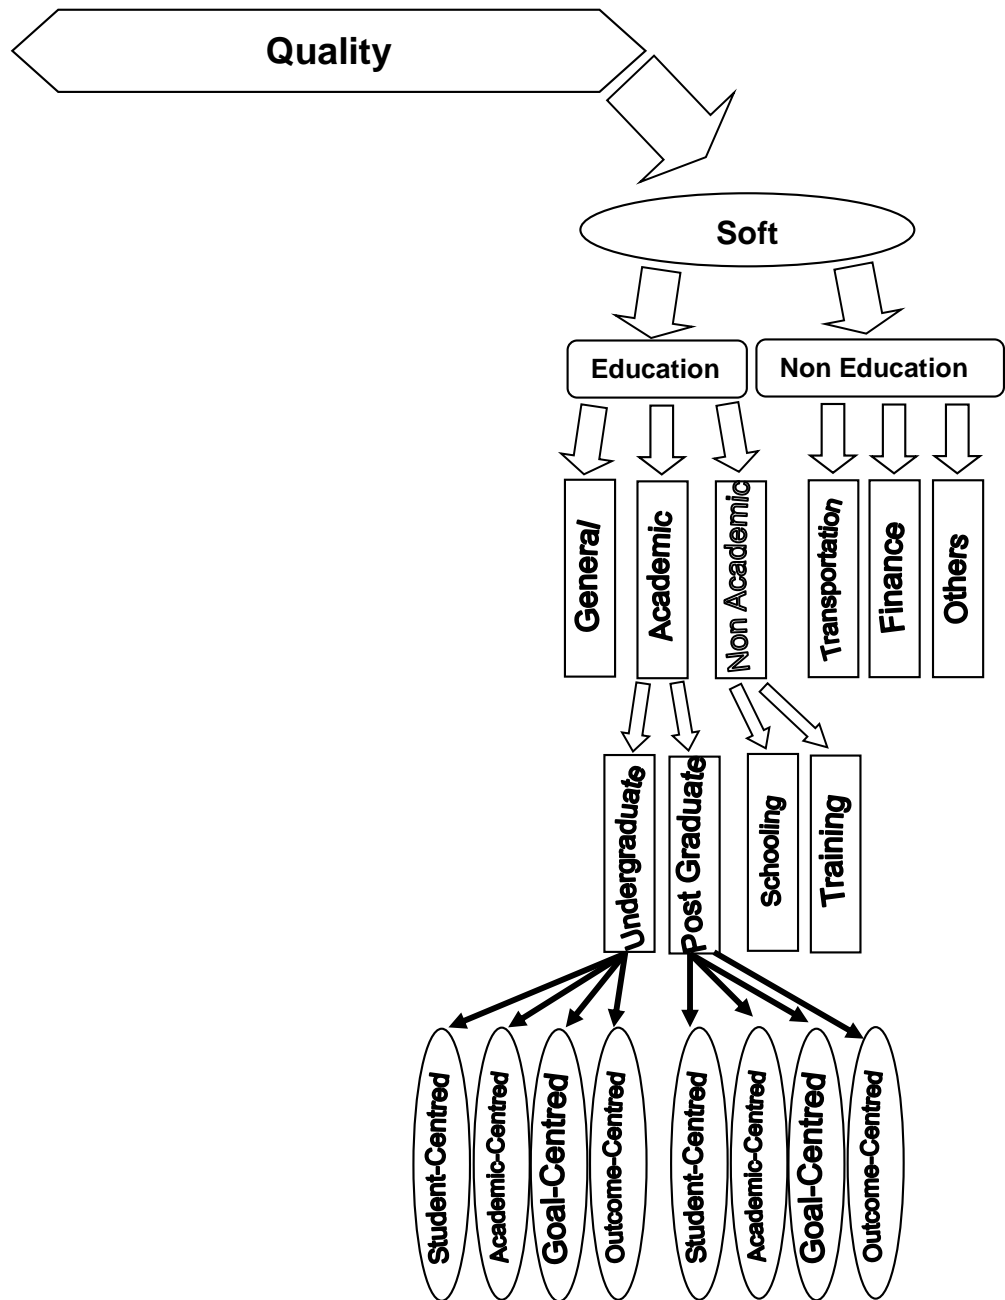 Quality
Soft
Education
Non Education
General
Academic
Non Academic
Transportation
Finance
Others
Undergraduate
Post Graduate
Schooling
Training
Student-Centred
Academic-Centred
Goal-Centred
Outcome-Centred
Student-Centred
Academic-Centred
Goal-Centred
Outcome-Centred